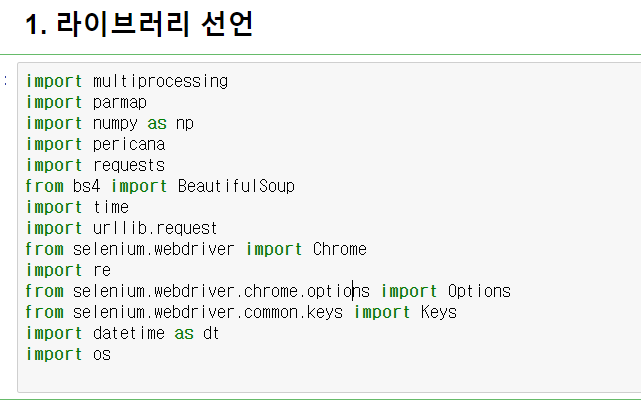 1. 라이브러리 선언
:
import multiprocessing
import parmap
import numpy as np
import pericana
import requests
from bs4 import BeautifulSoup
import time
import urllib.request
from selenium.webdriver import Chrome
import re
from selenium.webdriver.chrome.options import Options
from selenium.webdriver.common.keys import Keys
import datetime as dt
import os